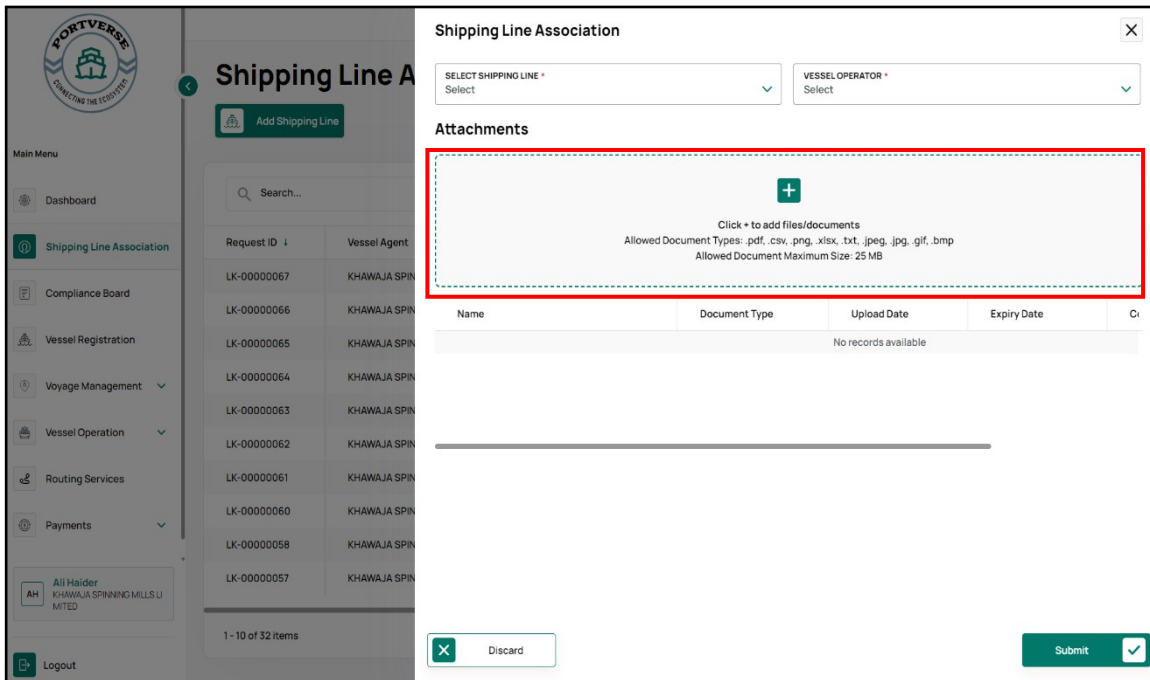 PORTVERSE
CONNECTING THE ECOSYSTEM
Main Menu
Dashboard
Shipping Line Association
Compliance Board
Vessel Registration
Voyage Management
Vessel Operation
Routing Services
Payments
AH
Ali Haider
KHAWAJA SPINNING MILLS LI
MITED
Logout
Shipping Line A
Add Shipping Line
Search...
Request ID ↓ Vessel Agent
LK-00000067 KHAWAJA SPIN
LK-00000066 KHAWAJA SPIN
LK-00000065 KHAWAJA SPIN
LK-00000064 KHAWAJA SPIN
LK-00000063 KHAWAJA SPIN
LK-00000062 KHAWAJA SPIN
LK-00000061 KHAWAJA SPIN
LK-00000060 KHAWAJA SPIN
LK-00000058 KHAWAJA SPIN
LK-00000057 KHAWAJA SPIN
1 - 10 of 32 items
Shipping Line Association
SELECT SHIPPING LINE *
Select
VESSEL OPERATOR *
Select
Attachments
Click + to add files/documents
Allowed Document Types: .pdf, .csv, .png, .xlsx, .txt, .jpeg, .jpg, .gif, .bmp
Allowed Document Maximum Size: 25 MB
Name Document Type Upload Date Expiry Date Co
No records available
Discard
Submit